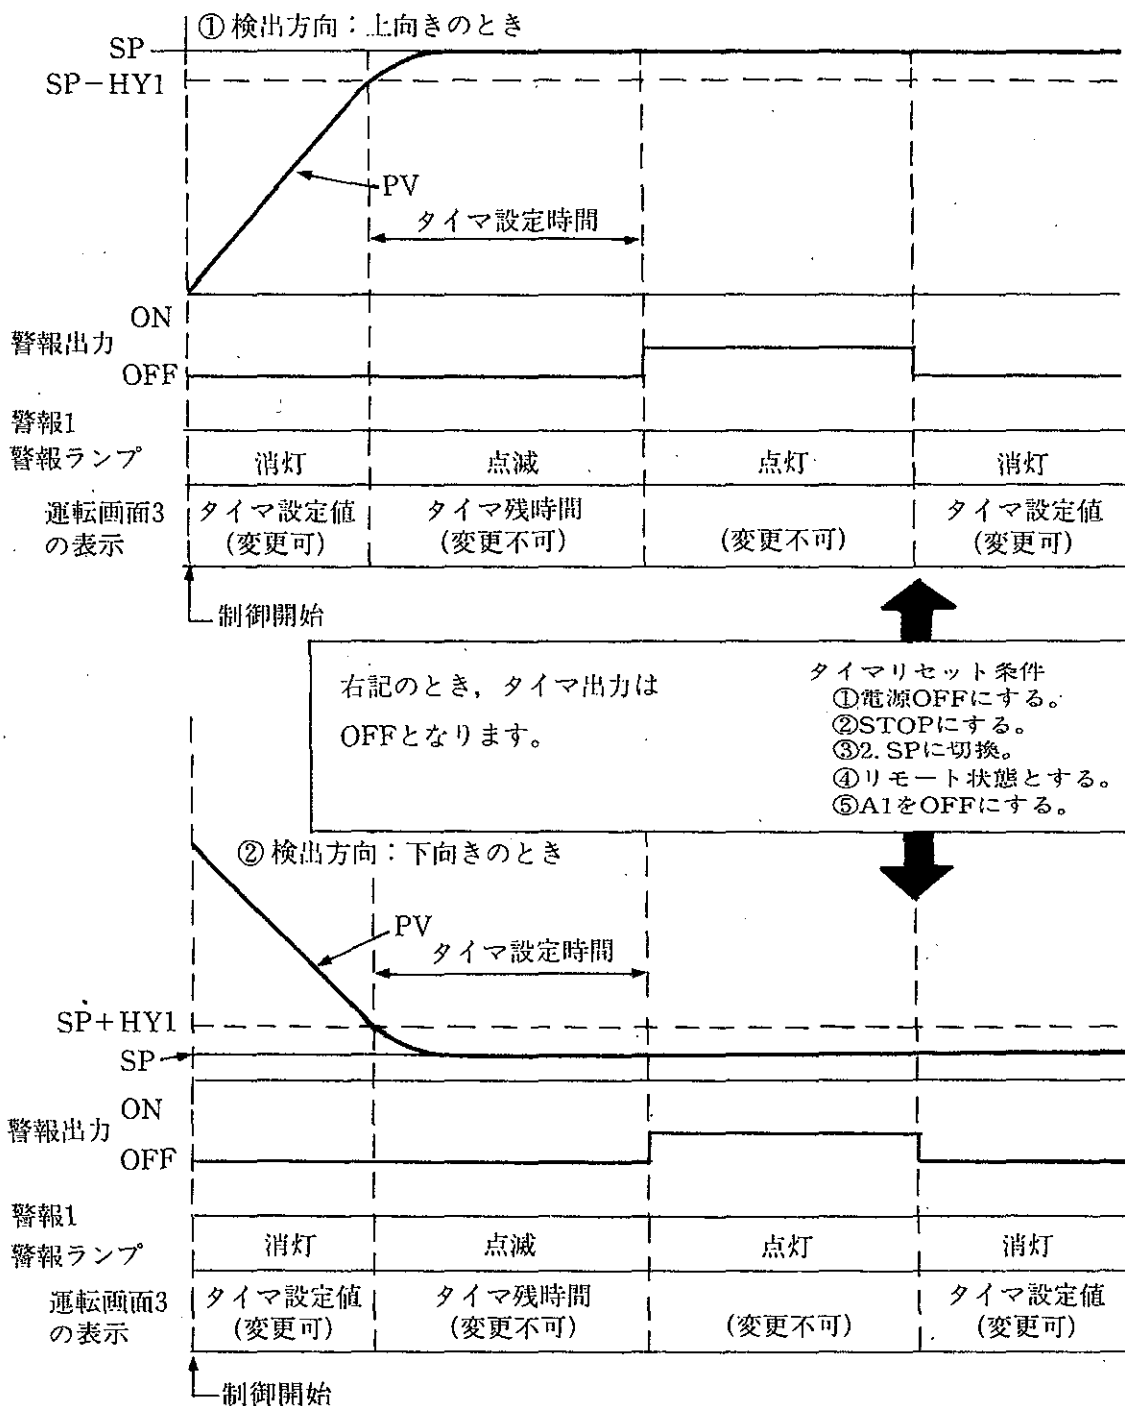 ①検出方向：上向きのとき
SP
SP−HY1
PV
タイマ設定時間
ON
警報出力
OFF
警報1
警報ランプ 消灯 点滅 点灯 消灯
運転画面3の表示 タイマ設定値 タイマ残時間 タイマ設定値
(変更可) (変更不可) (変更不可) (変更可)
制御開始
右記のとき，タイマ出力は
OFFとなります。
タイマリセット条件
①電源OFFにする。
②STOPにする。
③2. SPに切換。
④リモート状態とする。
⑤A1をOFFにする。
②検出方向：下向きのとき
PV
タイマ設定時間
SP+HY1
SP
ON
警報出力
OFF
警報1
警報ランプ 消灯 点滅 点灯 消灯
運転画面3の表示 タイマ設定値 タイマ残時間 タイマ設定値
(変更可) (変更不可) (変更不可) (変更可)
制御開始